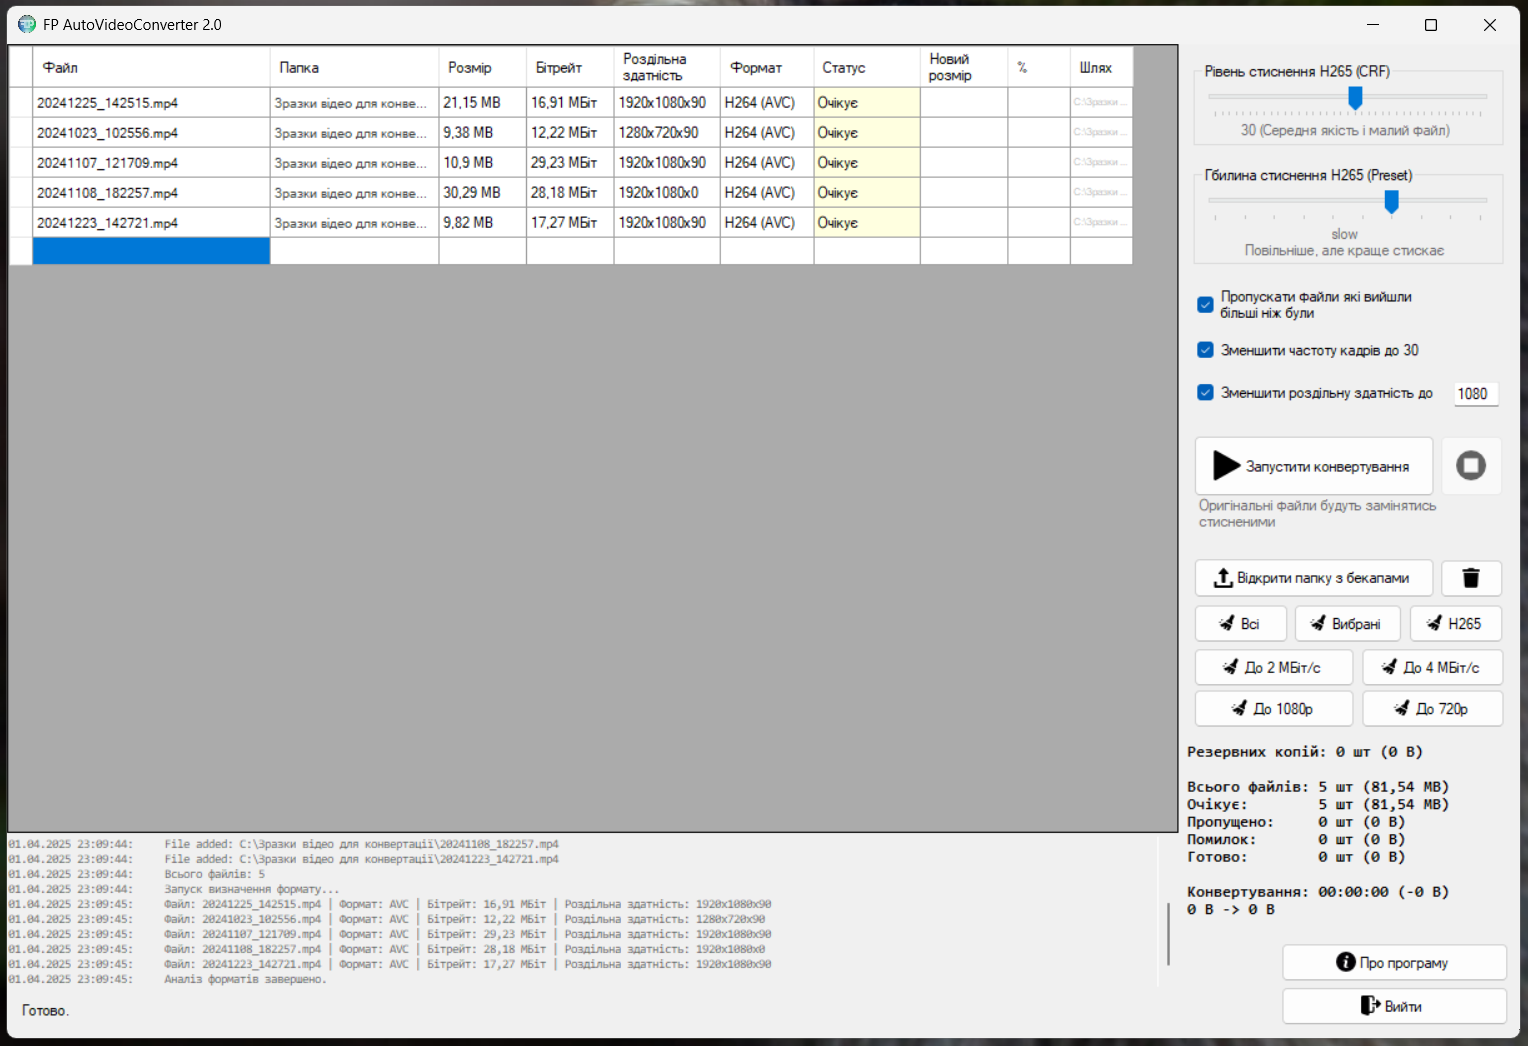 FP AutoVideoConverter 2.0
Файл Папка Розмір Бітрейт Роздільна здатність Формат Статус Новий розмір % Шлях
20241225_142515.mp4 Зразки відео для конве... 21,15 MB 16,91 МБіт 1920x1080x90 H264 (AVC) Очікує C:\Зразки ...
20241023_102556.mp4 Зразки відео для конве... 9,38 MB 12,22 МБіт 1280x720x90 H264 (AVC) Очікує C:\Зразки ...
20241107_121709.mp4 Зразки відео для конве... 10,9 MB 29,23 МБіт 1920x1080x90 H264 (AVC) Очікує C:\Зразки ...
20241108_182257.mp4 Зразки відео для конве... 30,29 MB 28,18 МБіт 1920x1080x0 H264 (AVC) Очікує C:\Зразки ...
20241223_142721.mp4 Зразки відео для конве... 9,82 MB 17,27 МБіт 1920x1080x90 H264 (AVC) Очікує C:\Зразки ...
01.04.2025 23:09:44: File added: C:\Зразки відео для конвертації\20241108_182257.mp4
01.04.2025 23:09:44: File added: C:\Зразки відео для конвертації\20241223_142721.mp4
01.04.2025 23:09:44: Всього файлів: 5
01.04.2025 23:09:44: Запуск визначення формату...
01.04.2025 23:09:45: Файл: 20241225_142515.mp4 | Формат: AVC | Бітрейт: 16,91 МБіт | Роздільна здатність: 1920x1080x90
01.04.2025 23:09:45: Файл: 20241023_102556.mp4 | Формат: AVC | Бітрейт: 12,22 МБіт | Роздільна здатність: 1280x720x90
01.04.2025 23:09:45: Файл: 20241107_121709.mp4 | Формат: AVC | Бітрейт: 29,23 МБіт | Роздільна здатність: 1920x1080x90
01.04.2025 23:09:45: Файл: 20241108_182257.mp4 | Формат: AVC | Бітрейт: 28,18 МБіт | Роздільна здатність: 1920x1080x0
01.04.2025 23:09:45: Файл: 20241223_142721.mp4 | Формат: AVC | Бітрейт: 17,27 МБіт | Роздільна здатність: 1920x1080x90
01.04.2025 23:09:45: Аналіз форматів завершено.
Готово.
Рівень стиснення H265 (CRF)
30 (Середня якість і малий файл)
Гбилина стиснення H265 (Preset)
slow
Повільніше, але краще стискає
Пропускати файли які вийшли
більші ніж були
Зменшити частоту кадрів до 30
Зменшити роздільну здатність до 1080
Запустити конвертування
Оригінальні файли будуть замінятись
стисненими
Відкрити папку з бекапами
Всі Вибрані H265
До 2 МБіт/с До 4 МБіт/с
До 1080p До 720p
Резервних копій: 0 шт (0 B)
Всього файлів: 5 шт (81,54 MB)
Очікує: 5 шт (81,54 MB)
Пропущено: 0 шт (0 B)
Помилок: 0 шт (0 B)
Готово: 0 шт (0 B)
Конвертування: 00:00:00 (-0 B)
0 B -> 0 B
Про програму
Вийти